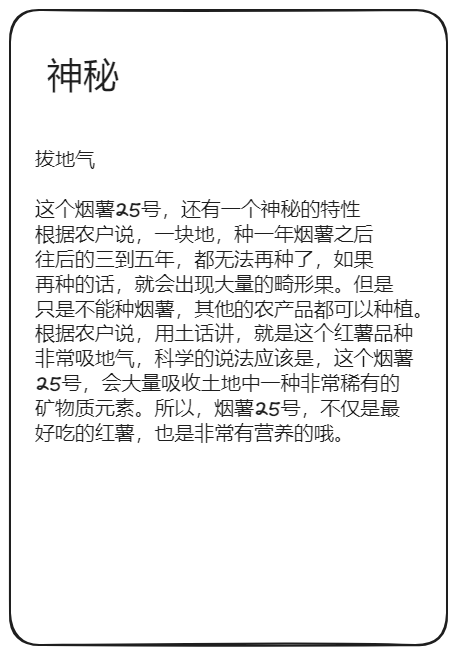 神秘
拔地气
这个烟薯25号，还有一个神秘的特性
根据农户说，一块地，种一年烟薯之后
往后的三到五年，都无法再种了，如果
再种的话，就会出现大量的畸形果。但是
只是不能种烟薯，其他的农产品都可以种植。
根据农户说，用土话讲，就是这个红薯品种
非常吸地气，科学的说法应该是，这个烟薯
25号，会大量吸收土地中一种非常稀有的
矿物质元素。所以，烟薯25号，不仅是最
好吃的红薯，也是非常有营养的哦。